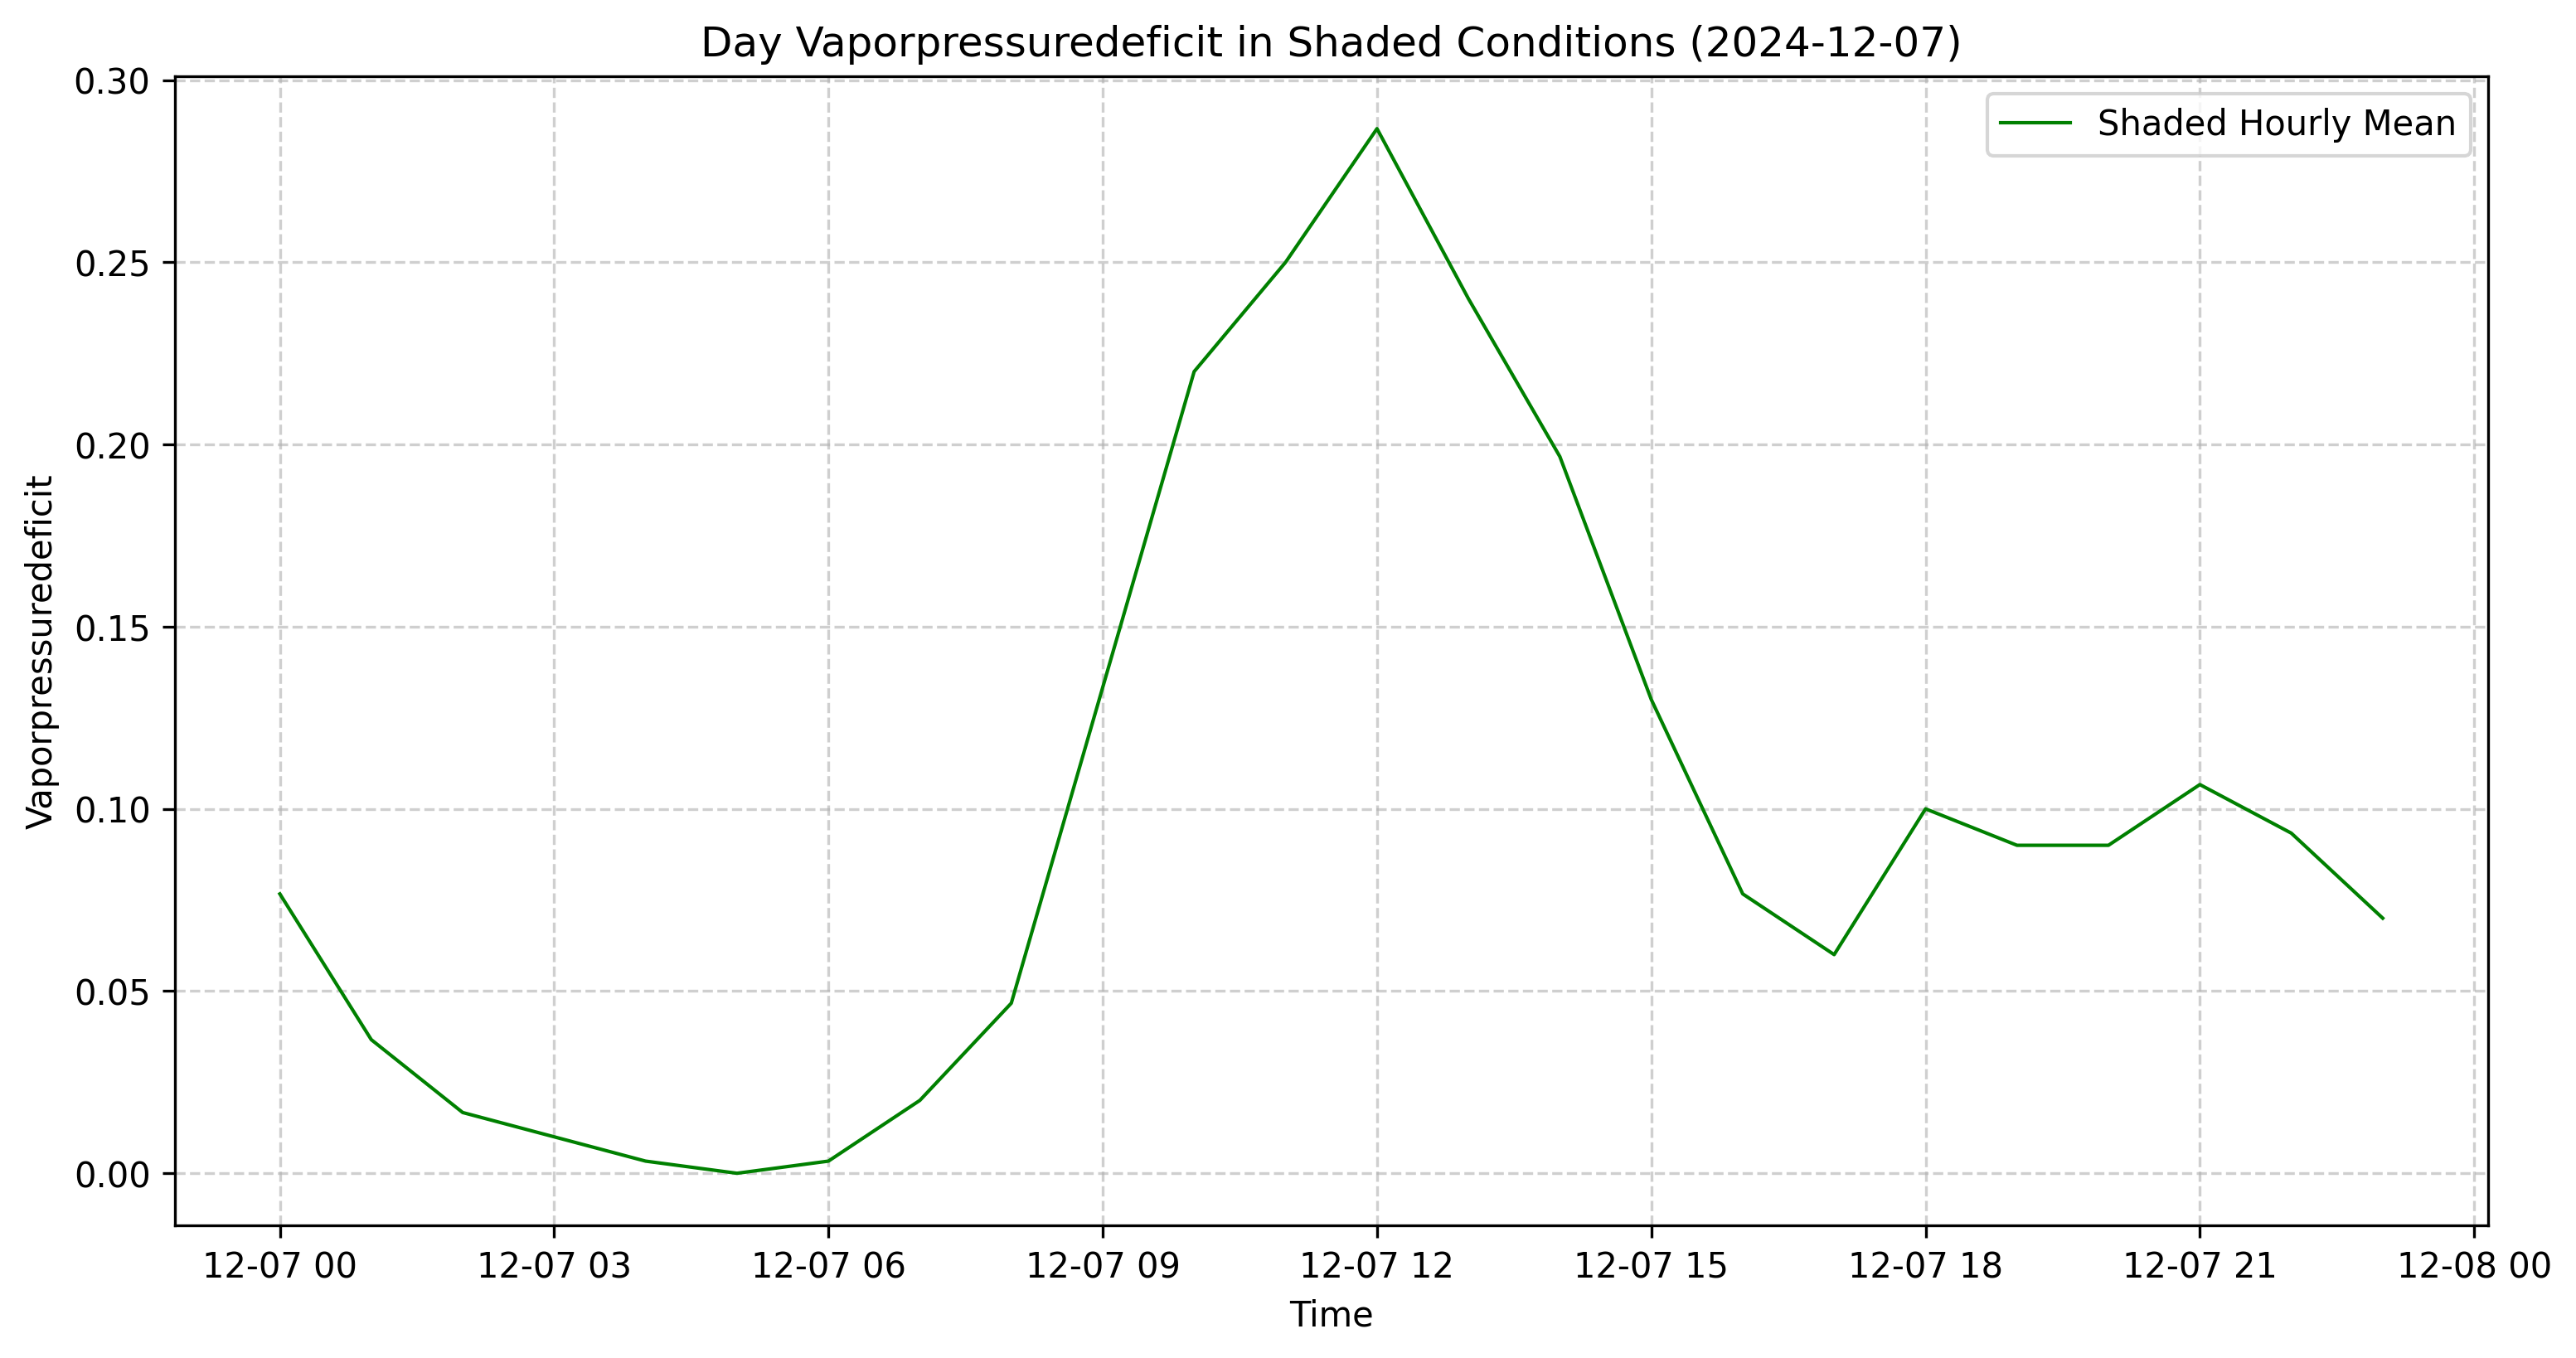 Day Vaporpressuredeficit in Shaded Conditions (2024-12-07)
Shaded Hourly Mean
Vaporpressuredeficit
0.30
0.25
0.20
0.15
0.10
0.05
0.00
12-07 00 12-07 03 12-07 06 12-07 09 12-07 12 12-07 15 12-07 18 12-07 21 12-08 00
Time